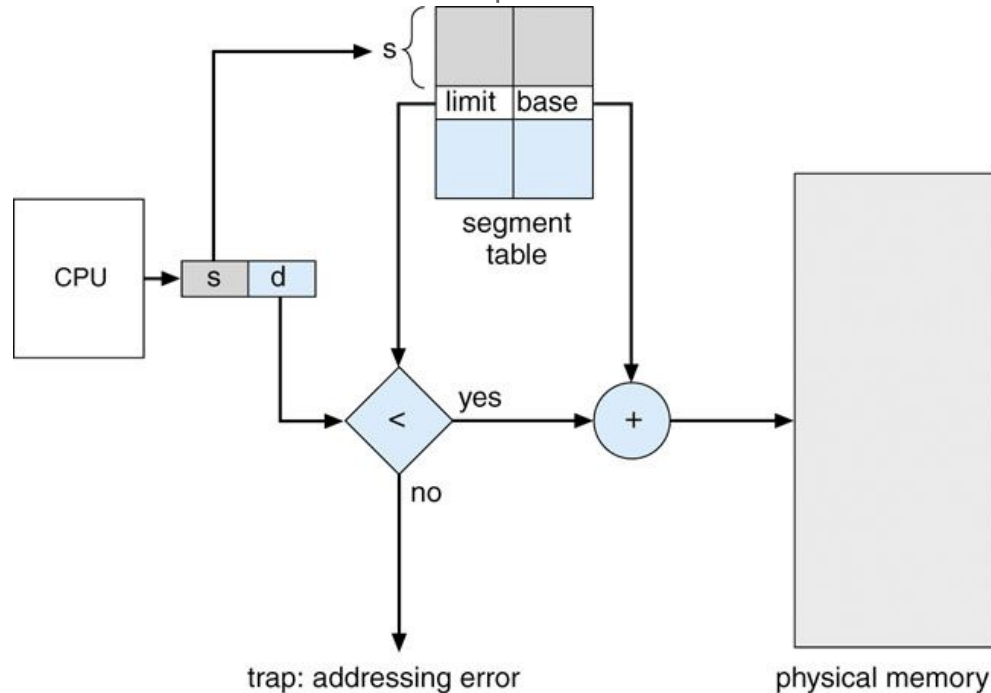 s
limit base
segment
table
CPU
s d
<
yes
+
no
trap: addressing error
physical memory